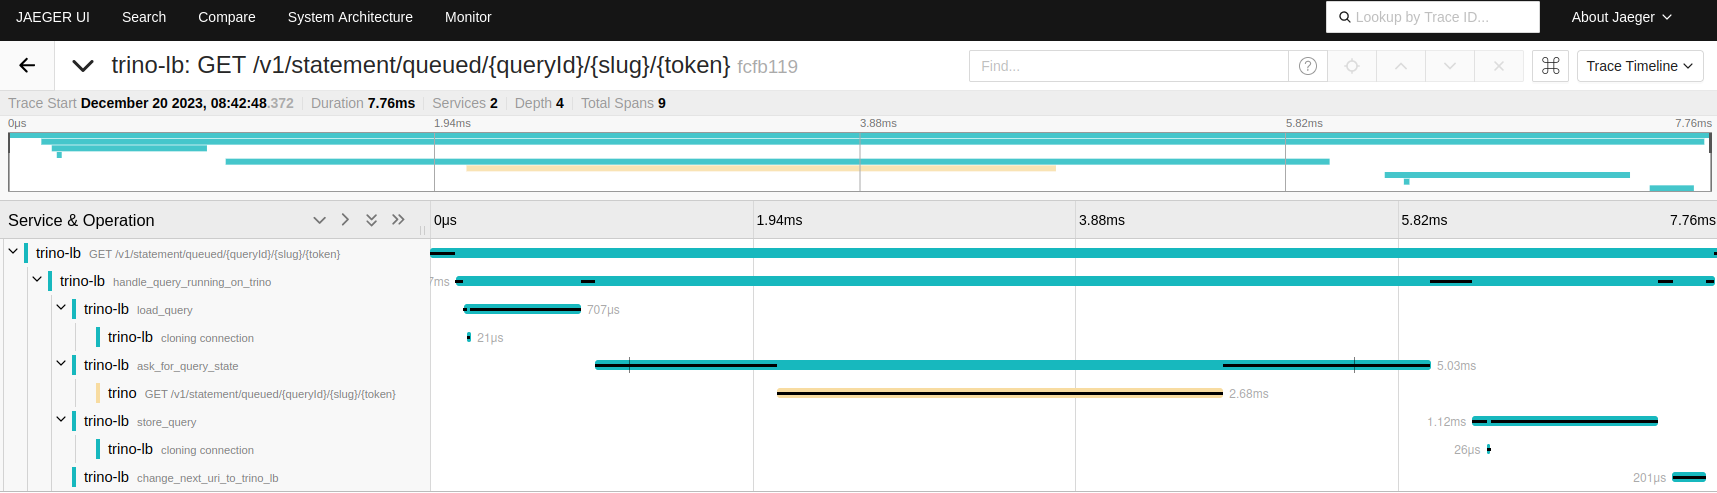 JAEGER UI Search Compare System Architecture Monitor Lookup by Trace ID... About Jaeger
trino-lb: GET /v1/statement/queued/{queryId}/{slug}/{token} fcfb119 Find... Trace Timeline
Trace Start December 20 2023, 08:42:48.372 Duration 7.76ms Services 2 Depth 4 Total Spans 9
0μs 1.94ms 3.88ms 5.82ms 7.76ms
Service & Operation 0μs 1.94ms 3.88ms 5.82ms 7.76ms
trino-lb GET /v1/statement/queued/{queryId}/{slug}/{token}
trino-lb handle_query_running_on_trino 7ms
trino-lb load_query 707μs
trino-lb cloning connection 21μs
trino-lb ask_for_query_state 5.03ms
trino GET /v1/statement/queued/{queryId}/{slug}/{token} 2.68ms
trino-lb store_query 1.12ms
trino-lb cloning connection 26μs
trino-lb change_next_uri_to_trino_lb 201μs